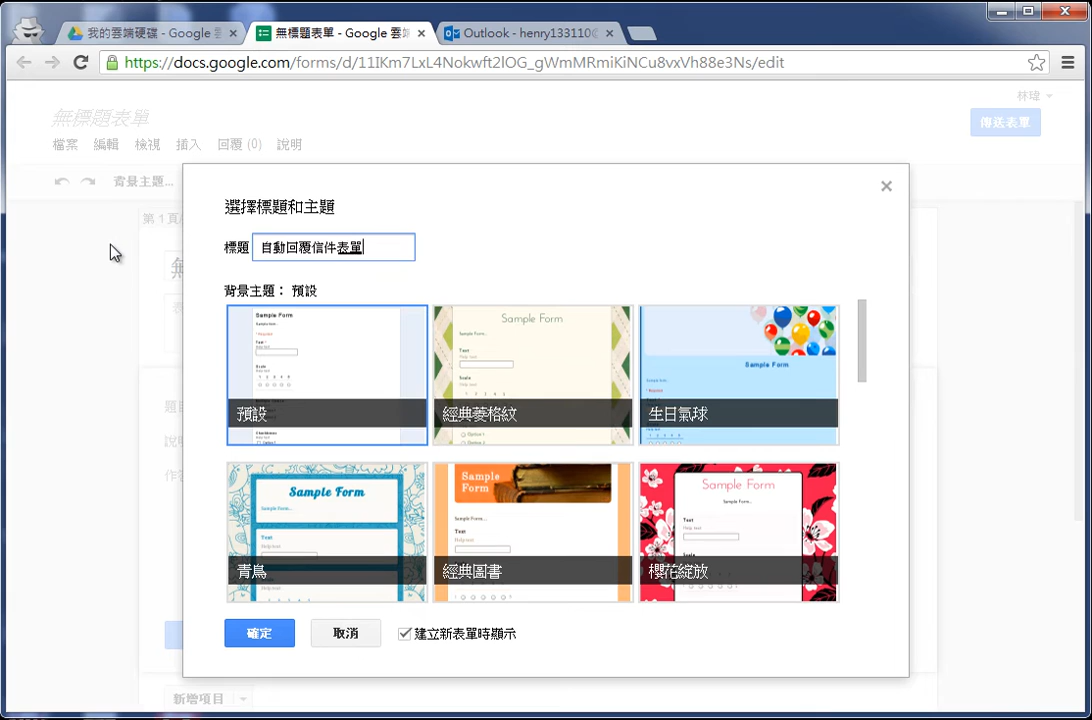 我的雲端硬碟 - Google 雲
無標題表單 - Google 雲端
Outlook - henry133110@
https://docs.google.com/forms/d/11IKm7LxL4Nokwft2lOG_gWmMRmiKiNCu8vxVh88e3Ns/edit
林瑋
無標題表單
傳送表單
檔案 編輯 檢視 插入 回覆 (0) 說明
背景主題...
第 1 頁
選擇標題和主題
標題 自動回覆信件表單
背景主題： 預設
Sample Form
Sample Form
Sample Form
預設
經典菱格紋
生日氣球
Sample Form
Sample Form
Sample Form
青鳥
經典圖書
櫻花綻放
確定
取消
建立新表單時顯示
新增項目